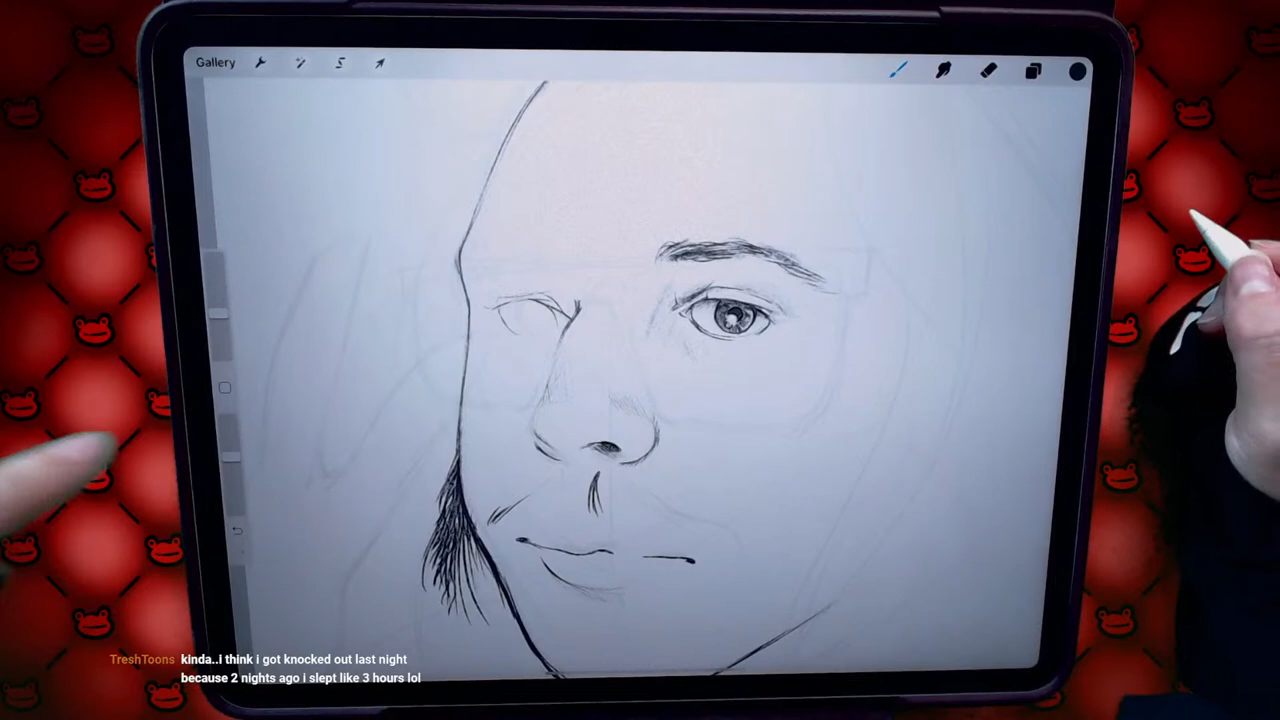 Gallery
TreshToons kinda..i think i got knocked out last night
because 2 nights ago i slept like 3 hours lol